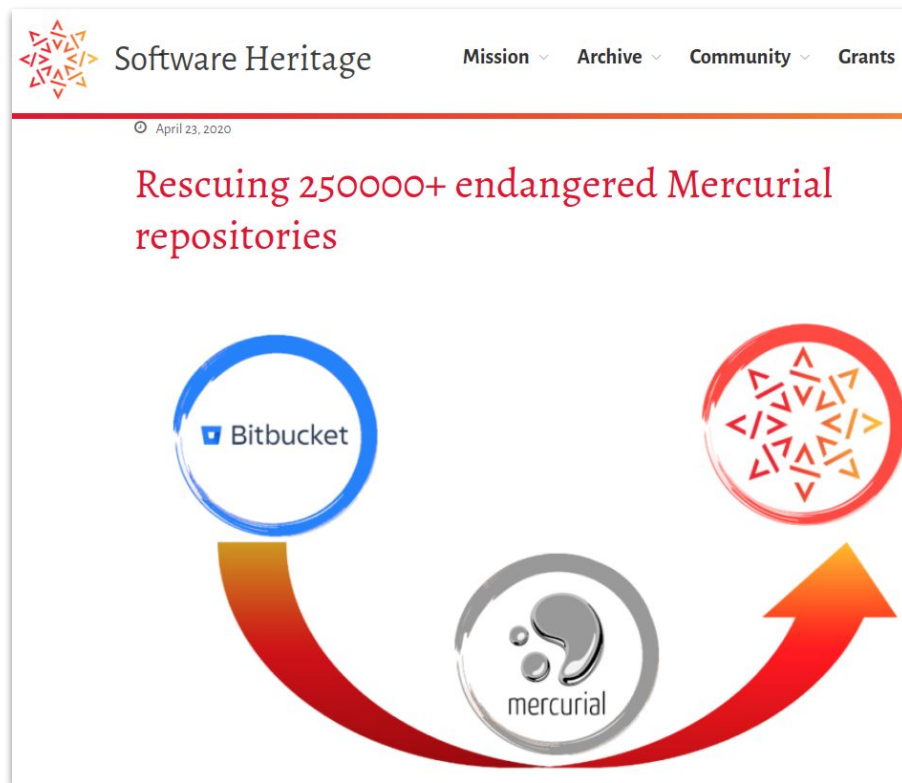 Software Heritage
Mission Archive Community Grants
April 23, 2020
Rescuing 250000+ endangered Mercurial
repositories
Bitbucket
mercurial